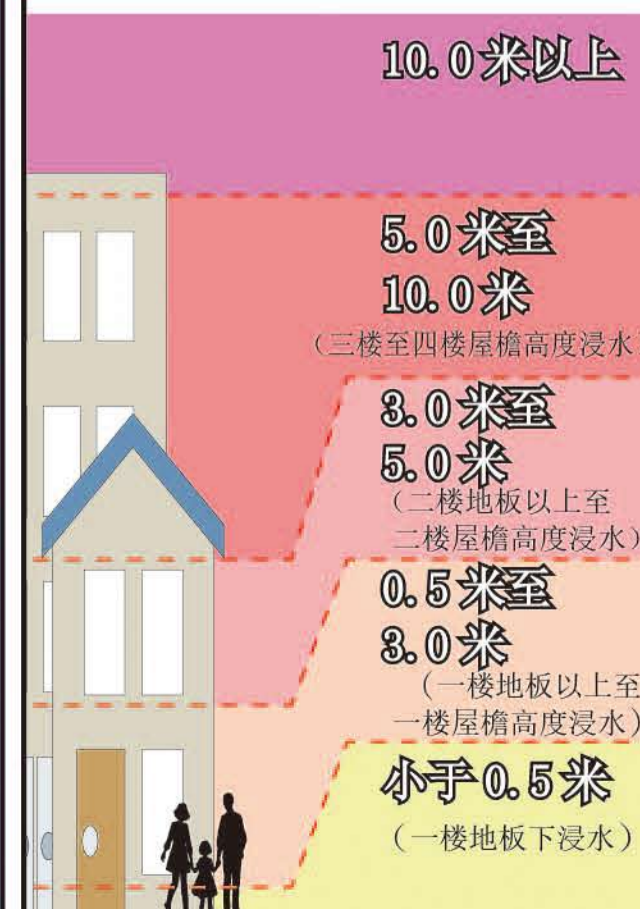 10.0米以上
5.0米至
10.0米
（三楼至四楼屋檐高度浸水
3.0米至
5.0米
（二楼地板以上至
二楼屋檐高度浸水）
0.5米至
3.0米
（一楼地板以上至
一楼屋檐高度浸水）
小于0.5米
（一楼地板下浸水）